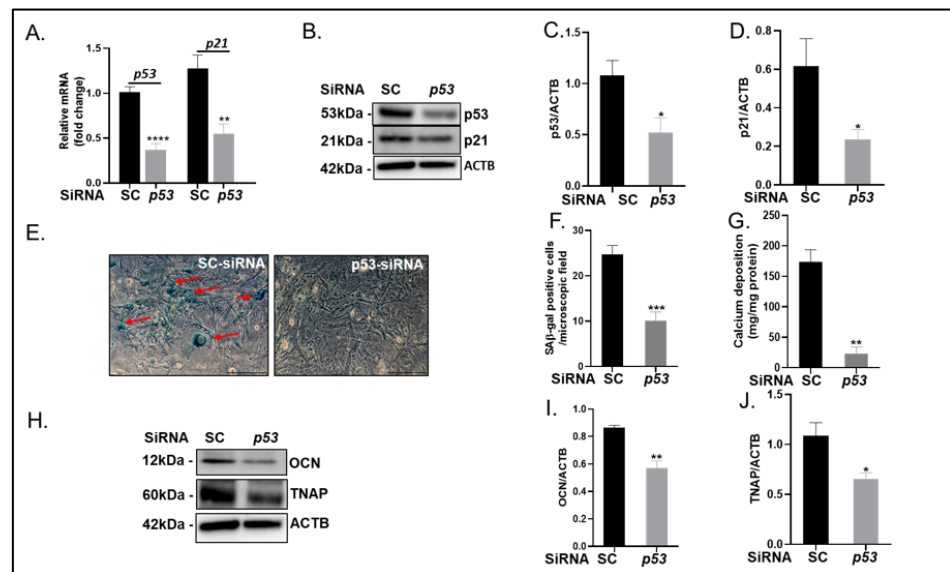 A.
Relative mRNA
(fold change)
1.5
1.0
0.5
0.0
p53
p21
****
**
SiRNA SC p53 SC p53
B.
SiRNA SC p53
53kDa - p53
21kDa - p21
42kDa - ACTB
C.
p53/ACTB
1.5
1.0
0.5
0.0
*
SiRNA SC p53
D.
p21/ACTB
0.8
0.6
0.4
0.2
0.0
*
SiRNA SC p53
E.
SC-siRNA
p53-siRNA
F.
SAβ-gal positive cells
/microscopic field
30
20
10
0
***
SiRNA SC p53
G.
Calcium deposition
(mg/mg protein)
250
200
150
100
50
0
**
SiRNA SC p53
H.
SiRNA SC p53
12kDa - OCN
60kDa - TNAP
42kDa - ACTB
I.
OCN/ACTB
1.0
0.8
0.6
0.4
0.2
0.0
**
SiRNA SC p53
J.
TNAP/ACTB
1.5
1.0
0.5
0.0
*
SiRNA SC p53